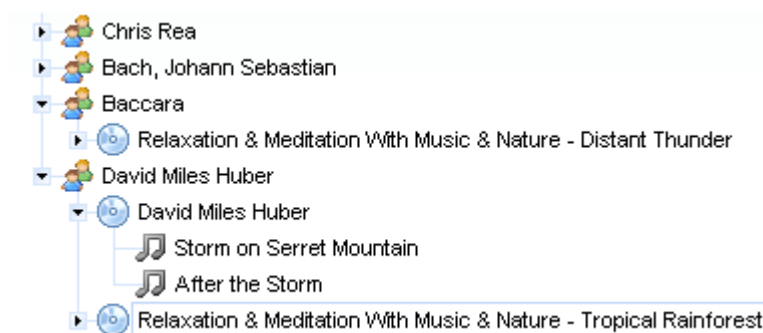 Chris Rea
Bach, Johann Sebastian
Baccara
Relaxation & Meditation With Music & Nature - Distant Thunder
David Miles Huber
David Miles Huber
Storm on Serret Mountain
After the Storm
Relaxation & Meditation With Music & Nature - Tropical Rainforest